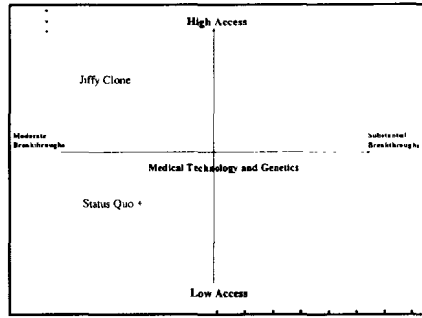 High Access
Jiffy Clone
Moderate
Breakthroughs
Substantial
Breakthroughs
Medical Technology and Genetics
Status Quo +
Low Access